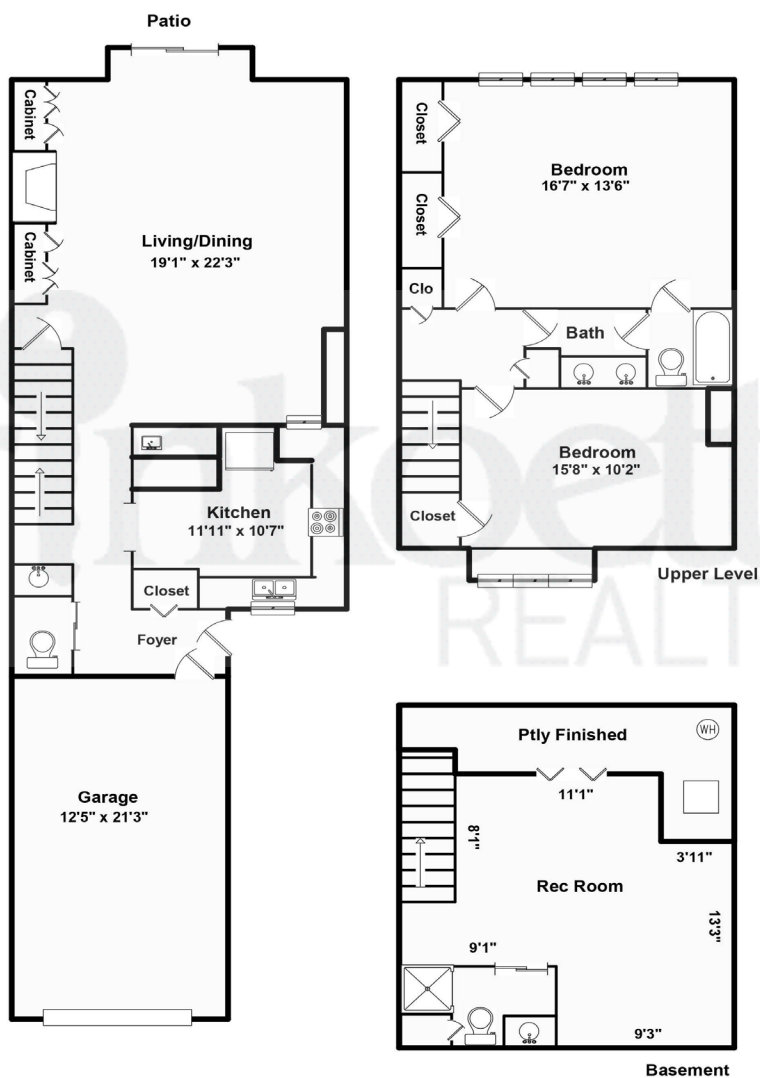 Patio
Cabinet
Cabinet
Living/Dining
19'1" x 22'3"
Kitchen
11'11" x 10'7"
Closet
Foyer
Garage
12'5" x 21'3"
Closet
Closet
Clo
Bedroom
16'7" x 13'6"
Bath
Bedroom
15'8" x 10'2"
Closet
Upper Level
REALT
Ptly Finished
WH
11'1"
8'1"
3'11"
Rec Room
13'3"
9'1"
9'3"
Basement